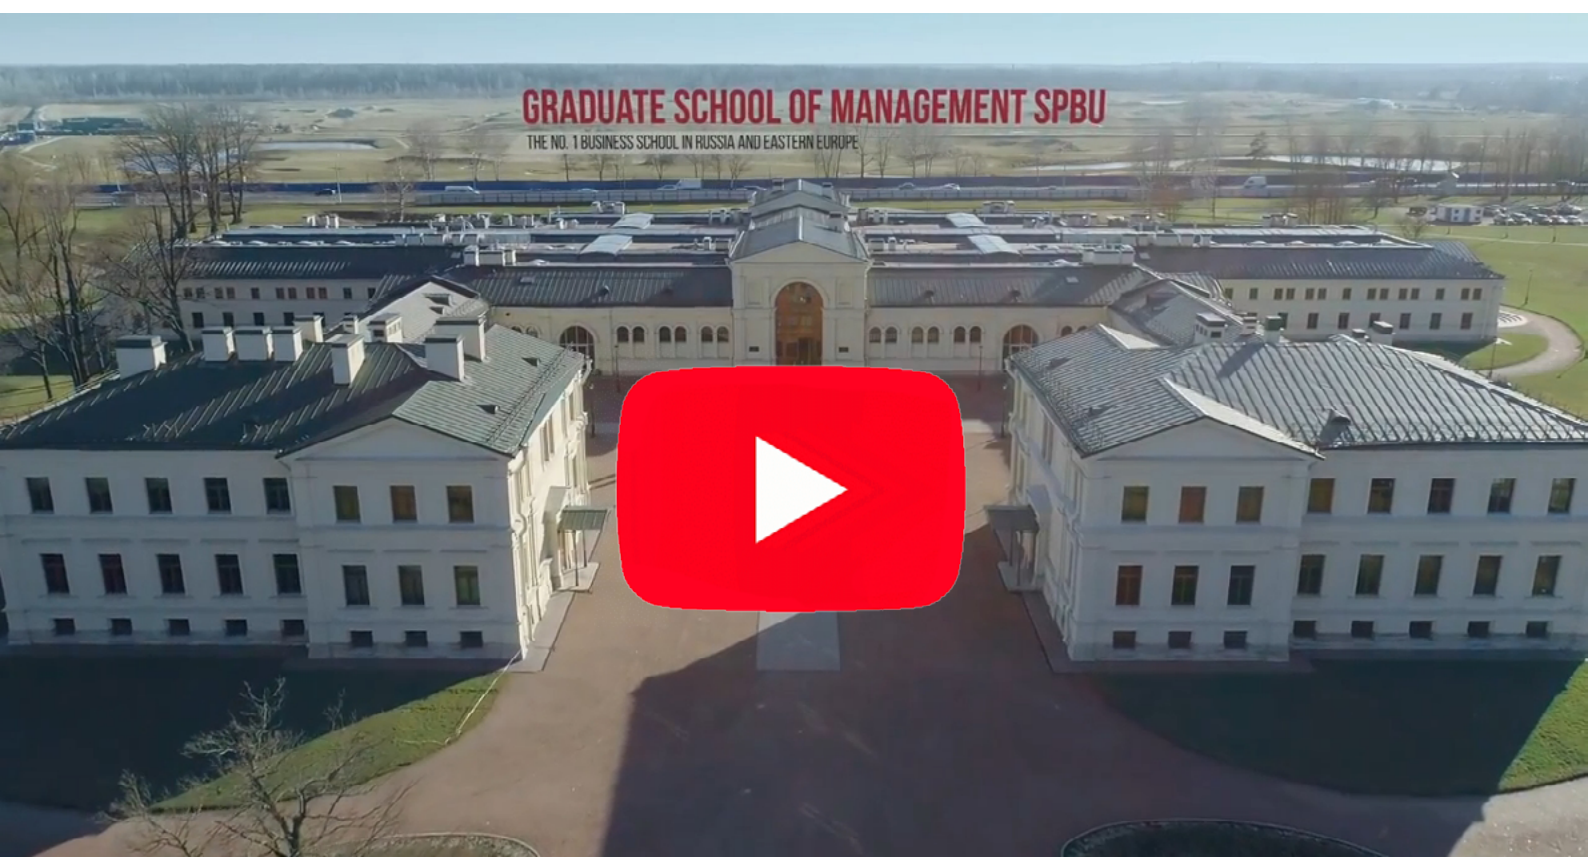 GRADUATE SCHOOL OF MANAGEMENT SPBU
THE NO. 1 BUSINESS SCHOOL IN RUSSIA AND EASTERN EUROPE